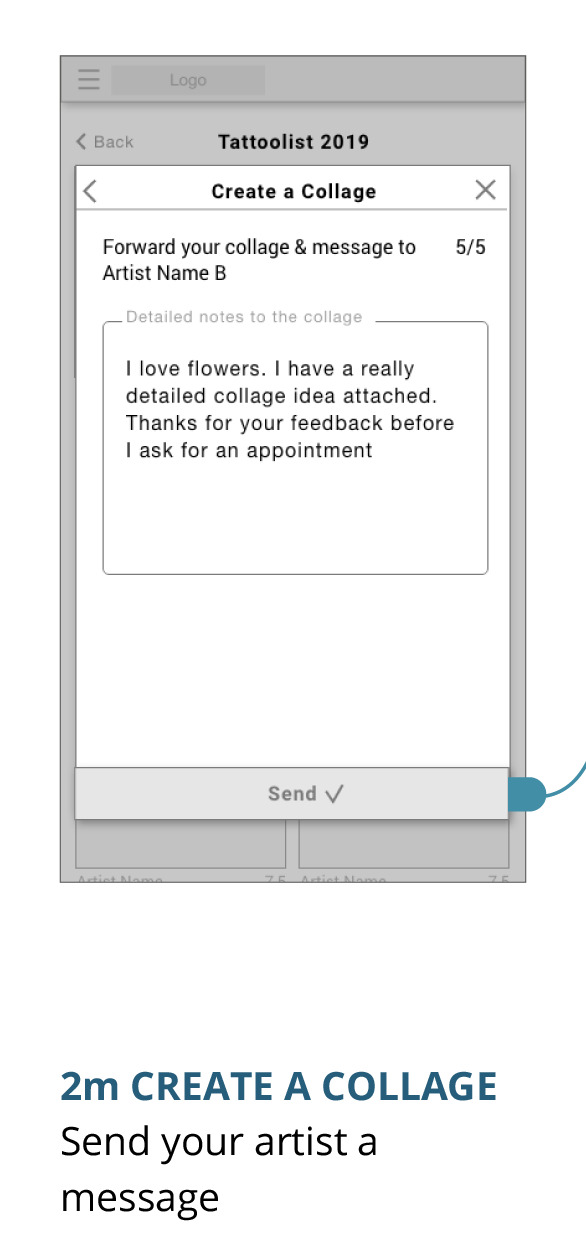 Logo
Back Tattoolist 2019
Create a Collage
Forward your collage & message to 5/5
Artist Name B
Detailed notes to the collage
I love flowers. I have a really
detailed collage idea attached.
Thanks for your feedback before
I ask for an appointment
Send
Artist Name 7.5 Artist Name 7.5
2m CREATE A COLLAGE
Send your artist a
message